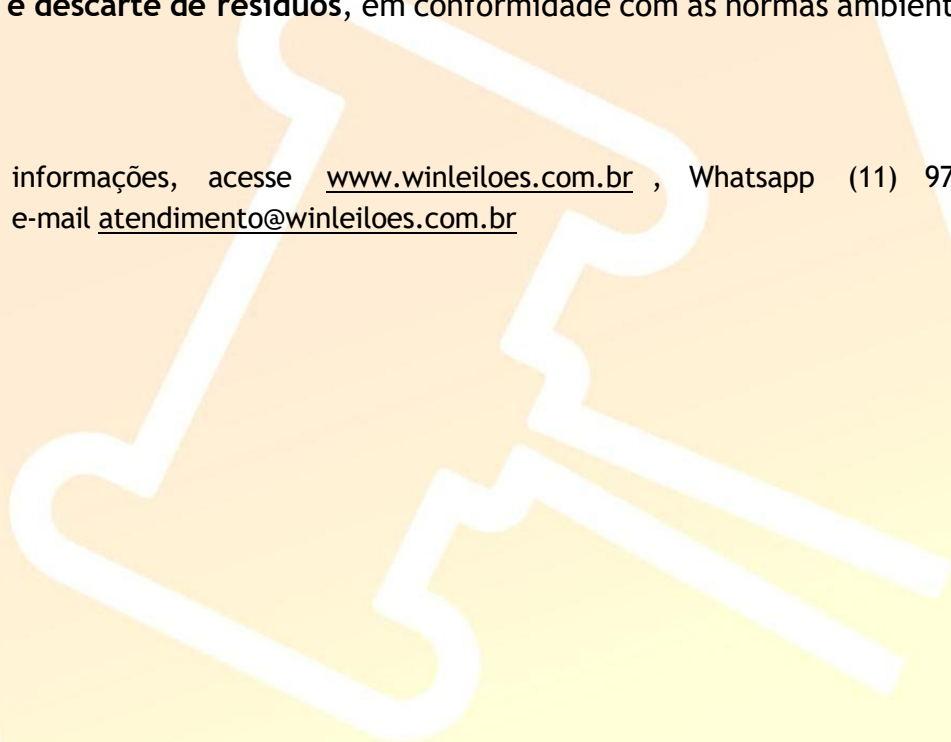 e descarte de resíduos, em conformidade com as normas ambient
informações, acesse www.winleiloes.com.br , Whatsapp (11) 97
e-mail atendimento@winleiloes.com.br